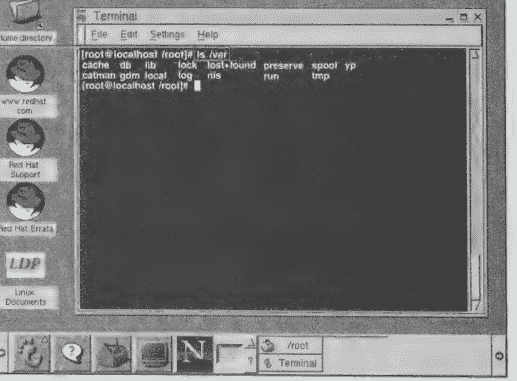 Terminal
File Edit Settings Help
[root@localhost /root]# ls /var
cache db lib lock lost+found preserve spool yp
catman gdm local log nis run tmp
[root@localhost /root]#
Home directory
www.redhat
com
Red Hat
Support
Red Hat Errata
LDP
Linux
Documents
?
N
/root
?
Terminal